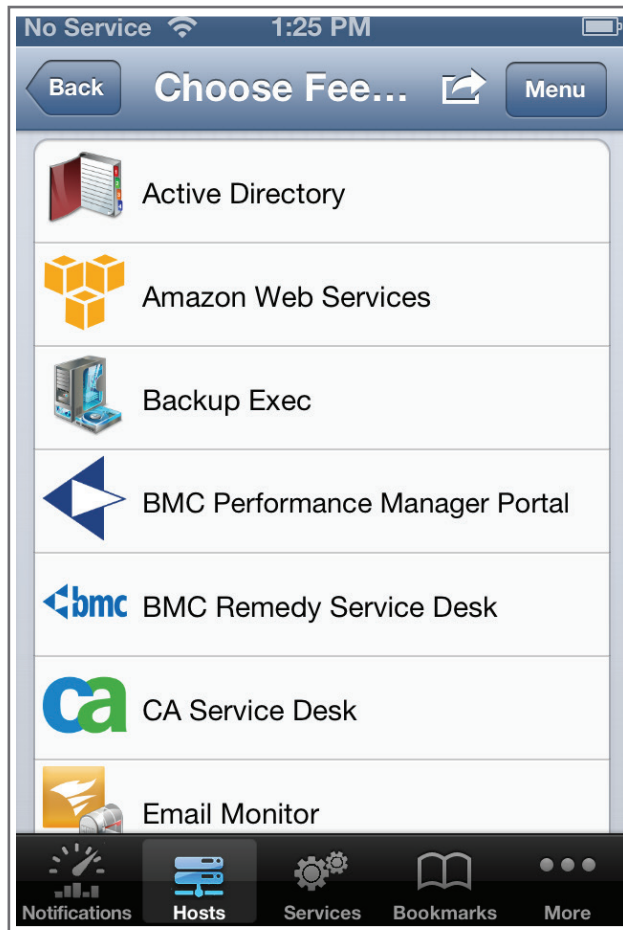 No Service 1:25 PM
Back Choose Fee... Menu
Active Directory
Amazon Web Services
Backup Exec
BMC Performance Manager Portal
bmc BMC Remedy Service Desk
ca CA Service Desk
Email Monitor
Notifications Hosts Services Bookmarks More